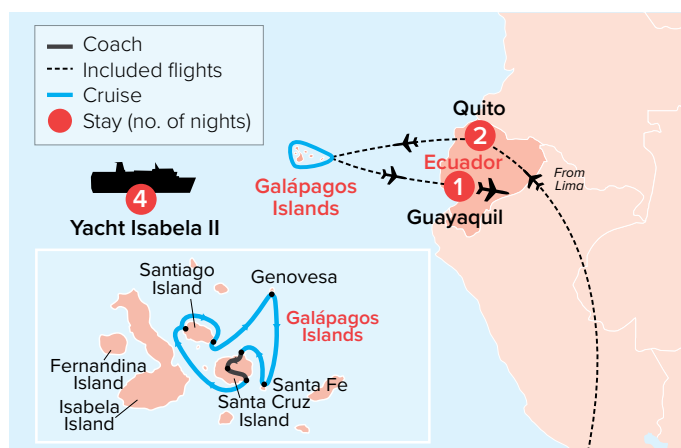 Coach
Included flights
Cruise
Stay (no. of nights)
Quito
2
Ecuador
1
From
Lima
Galápagos
Islands
Guayaquil
4
Yacht Isabela II
Santiago
Island
Genovesa
Galápagos
Islands
Fernandina
Island
Isabela
Island
Santa Fe
Santa Cruz
Island